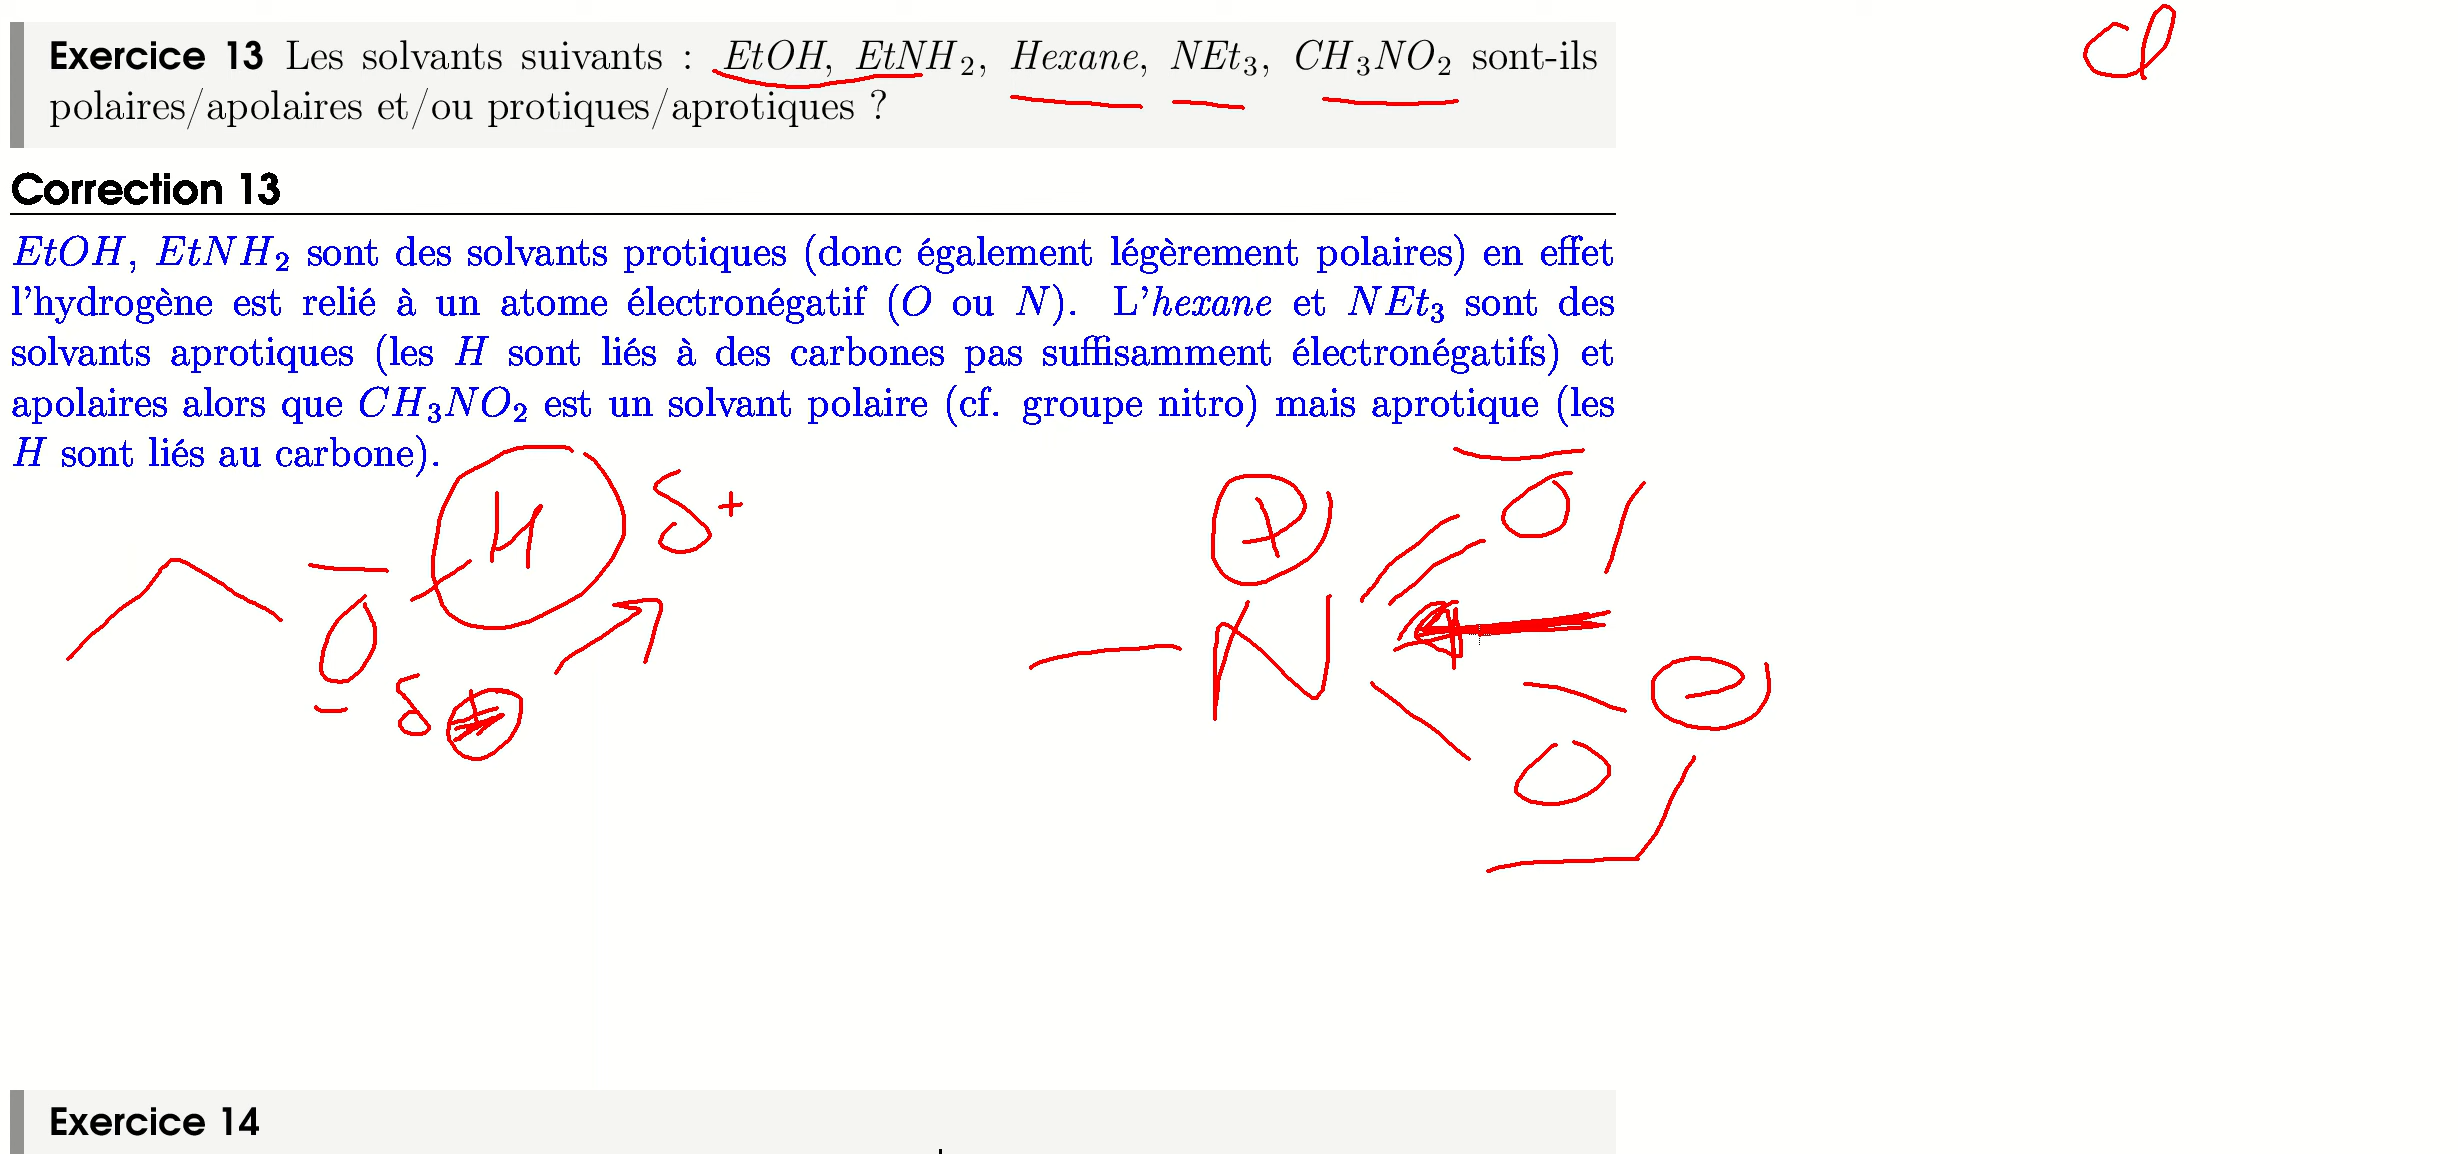 Exercice 13 Les solvants suivants : EtOH, EtNH₂, Hexane, NEt₃, CH₃NO₂ sont-ils
polaires/apolaires et/ou protiques/aprotiques ?
Cl
Correction 13
EtOH, EtNH₂ sont des solvants protiques (donc également légèrement polaires) en effet
l'hydrogène est relié à un atome électronégatif (O ou N). L'hexane et NEt₃ sont des
solvants aprotiques (les H sont liés à des carbones pas suffisamment électronégatifs) et
apolaires alors que CH₃NO₂ est un solvant polaire (cf. groupe nitro) mais aprotique (les
H sont liés au carbone).
H δ+
O
δ
+ O
N
−
O
Exercice 14